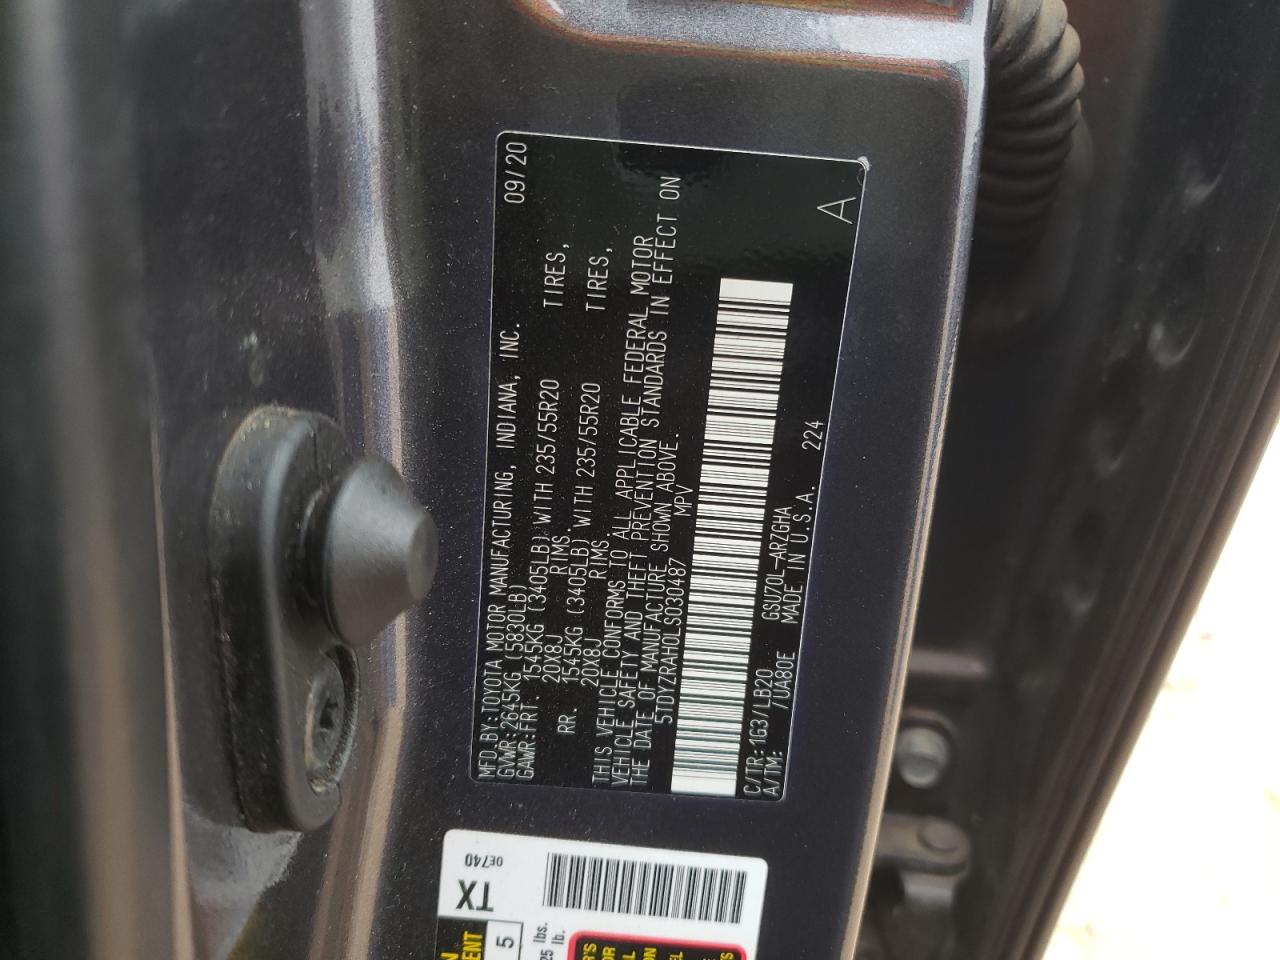 MFD.BY:TOYOTA MOTOR MANUFACTURING, INDIANA, INC. 09/20
GVWR:2645KG (5830LB)
GAWR:FRT. 1545KG (3405LB) WITH 235/55R20 TIRES,
20X8J RIMS.
RR. 1545KG (3405LB) WITH 235/55R20 TIRES,
20X8J RIMS.
THIS VEHICLE CONFORMS TO ALL APPLICABLE FEDERAL MOTOR
VEHICLE SAFETY AND THEFT PREVENTION STANDARDS IN EFFECT ON
THE DATE OF MANUFACTURE SHOWN ABOVE.
5TDYZRAH0LS030487 MPV
C/TR:1G3/LB20 GSU70L-ARZGHA
A/TM: /UA80E MADE IN U.S.A. 224
A
0E740
TX
5
lbs.
lb.